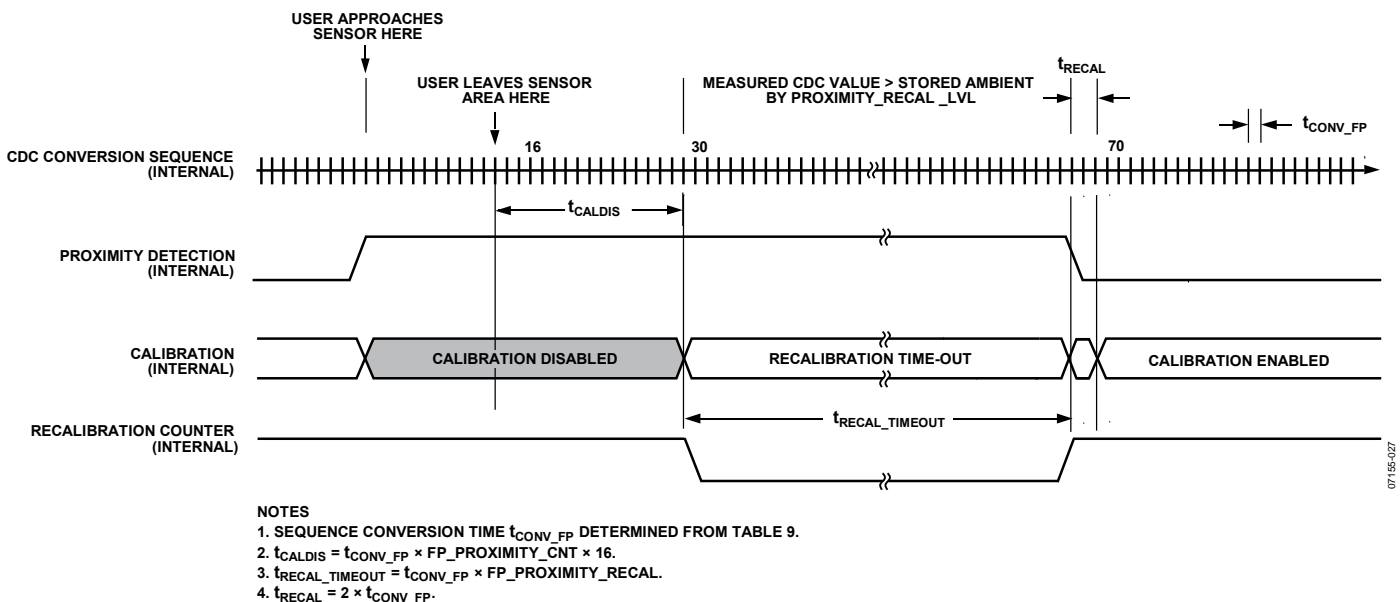 USER APPROACHES
SENSOR HERE
USER LEAVES SENSOR
AREA HERE
MEASURED CDC VALUE > STORED AMBIENT
BY PROXIMITY_RECAL _LVL
tRECAL
tCONV_FP
CDC CONVERSION SEQUENCE
(INTERNAL)
16
30
70
tCALDIS
PROXIMITY DETECTION
(INTERNAL)
CALIBRATION
(INTERNAL)
CALIBRATION DISABLED
RECALIBRATION TIME-OUT
CALIBRATION ENABLED
tRECAL_TIMEOUT
RECALIBRATION COUNTER
(INTERNAL)
07155-027
NOTES
1. SEQUENCE CONVERSION TIME tCONV_FP DETERMINED FROM TABLE 9.
2. tCALDIS = tCONV_FP × FP_PROXIMITY_CNT × 16.
3. tRECAL_TIMEOUT = tCONV_FP × FP_PROXIMITY_RECAL.
4. tRECAL = 2 × tCONV_FP.